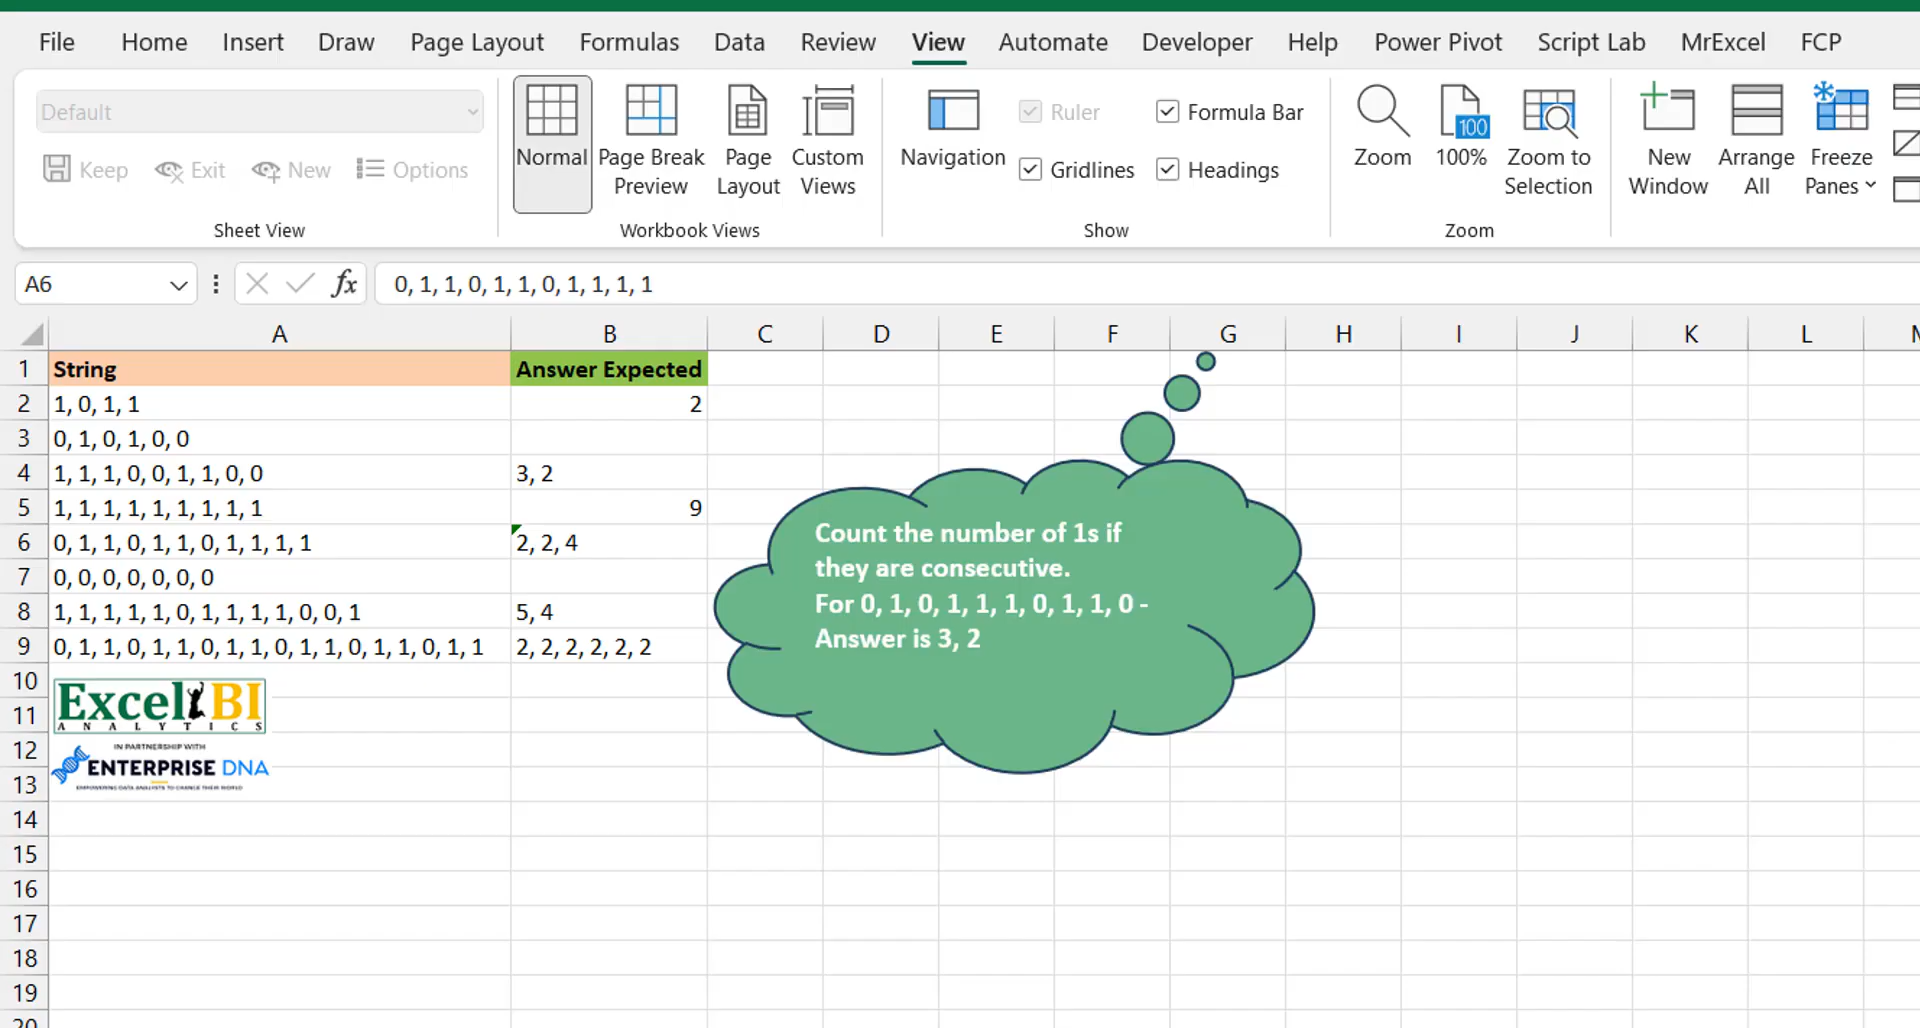 File Home Insert Draw Page Layout Formulas Data Review View Automate Developer Help Power Pivot Script Lab MrExcel FCP
Default
Keep Exit New Options
Sheet View
Normal Page Break Preview Page Layout Custom Views
Workbook Views
Navigation Ruler Formula Bar
Gridlines Headings
Show
Zoom 100% Zoom to Selection
100
Zoom
New Window Arrange All Freeze Panes
A6 fx 0, 1, 1, 0, 1, 1, 0, 1, 1, 1, 1
A B C D E F G H I J K L
1 String Answer Expected
2 1, 0, 1, 1 2
3 0, 1, 0, 1, 0, 0
4 1, 1, 1, 0, 0, 1, 1, 0, 0 3, 2
5 1, 1, 1, 1, 1, 1, 1, 1, 1 9
6 0, 1, 1, 0, 1, 1, 0, 1, 1, 1, 1 2, 2, 4
7 0, 0, 0, 0, 0, 0, 0
8 1, 1, 1, 1, 1, 0, 1, 1, 1, 1, 0, 0, 1 5, 4
9 0, 1, 1, 0, 1, 1, 0, 1, 1, 0, 1, 1, 0, 1, 1, 0, 1, 1 2, 2, 2, 2, 2, 2
Count the number of 1s if
they are consecutive.
For 0, 1, 0, 1, 1, 1, 0, 1, 1, 0 -
Answer is 3, 2
10
Excel BI
11
ANALYTICS
12
IN PARTNERSHIP WITH
ENTERPRISE DNA
13
EMPOWERING DATA ANALYSTS TO CHANGE THEIR WORLD
14
15
16
17
18
19
20